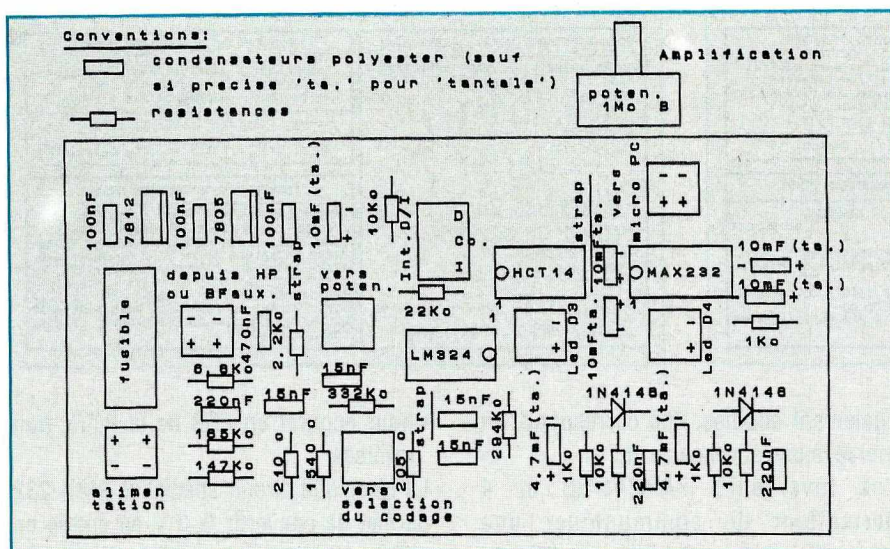 Conventions:
condensateurs polyester (sauf
si precise 'ta.' pour 'tantale')
resistances
Amplification
poten.
1Mo B
100nF
7812
100nF
7805
100nF
10mF(ta.)
-
+
10Ko
Int.D/I
D
Co.
H
strap
10mFta.
vers
micro PC
- -
+ +
HCT14
MAX232
10mF(ta.)
- +
10mF(ta.)
+
1Ko
fusible
depuis HP
ou BFaux.
- -
+ +
470nF
strap
2.2Ko
vers
poten.
22Ko
1
1
LM324
-
+
Led D3
10mFta.
-
+
Led D4
6.8Ko
220nF
165Ko
147Ko
15nF
15nF
332Ko
strap
15nF
15nF
294Ko
4.7mF(ta.)
-
+
1N4148
1N4148
+ +
- -
alimen
tation
210 o
1540 o
vers
selection
du codage
205 o
1Ko
10Ko
220nF
4.7mF(ta.)
-
+
1Ko
10Ko
220nF